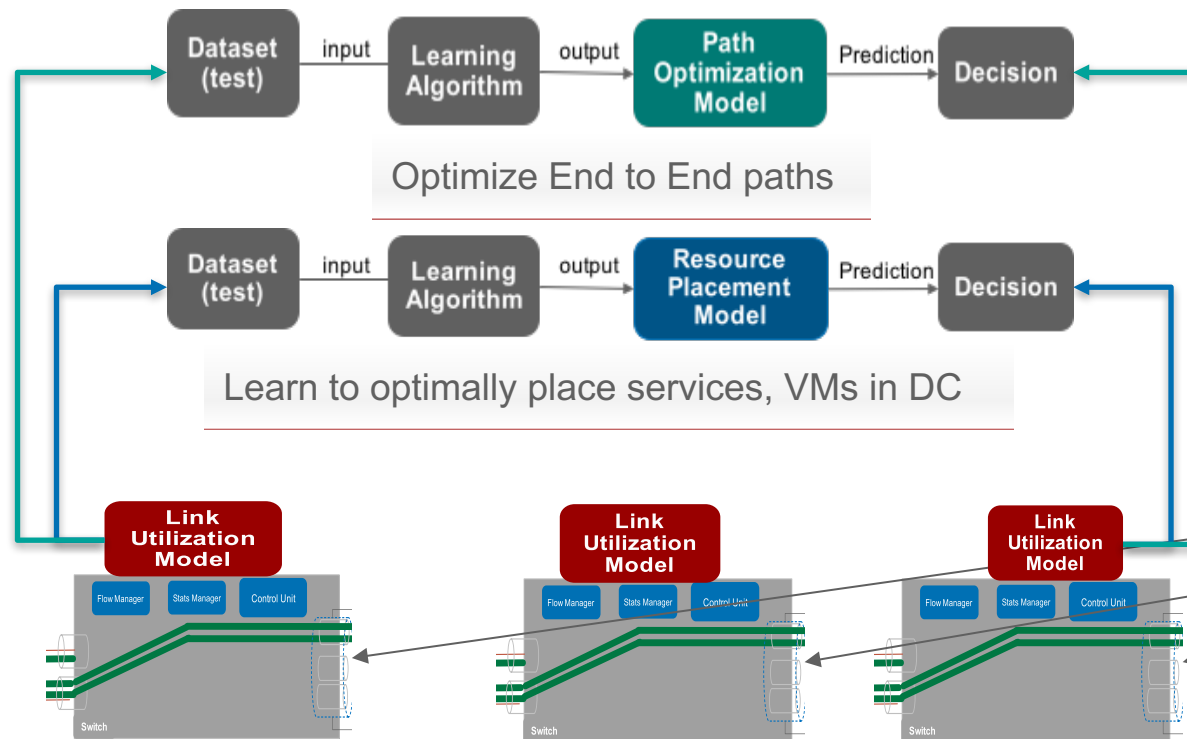 Dataset
(test)
input
Learning
Algorithm
output
Path
Optimization
Model
Prediction
Decision
Optimize End to End paths
Dataset
(test)
input
Learning
Algorithm
output
Resource
Placement
Model
Prediction
Decision
Learn to optimally place services, VMs in DC
Link
Utilization
Model
Flow Manager
Stats Manager
Control Unit
Switch
Link
Utilization
Model
Flow Manager
Stats Manager
Control Unit
Switch
Link
Utilization
Model
Flow Manager
Stats Manager
Control Unit
Switch